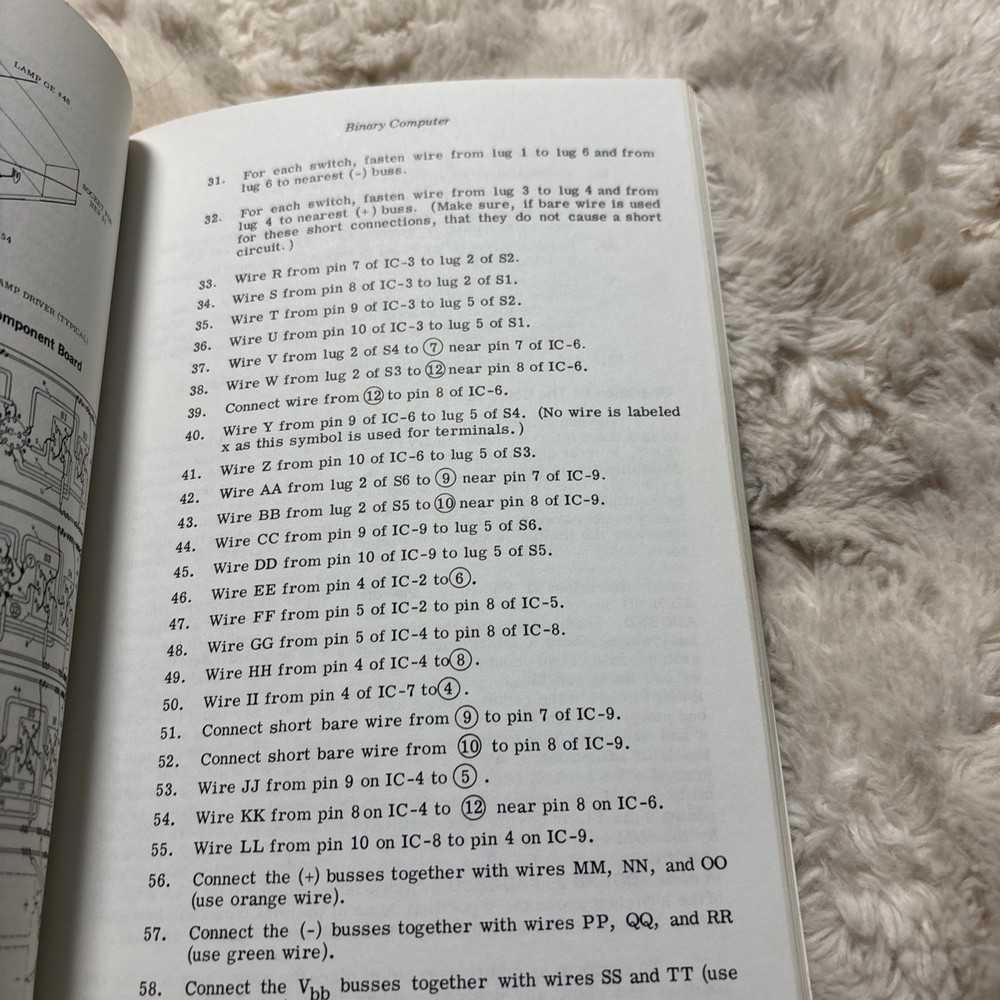 LAMP GE #48
54
AMP DRIVER (TYPICAL)
omponent Board
Binary Computer
31. For each switch, fasten wire from lug 1 to lug 6 and from
lug 6 to nearest (-) buss.
32. For each switch, fasten wire from lug 3 to lug 4 and from
lug 4 to nearest (+) buss. (Make sure, if bare wire is used
for these short connections, that they do not cause a short
circuit.)
33. Wire R from pin 7 of IC-3 to lug 2 of S2.
34. Wire S from pin 8 of IC-3 to lug 2 of S1.
35. Wire T from pin 9 of IC-3 to lug 5 of S2.
36. Wire U from pin 10 of IC-3 to lug 5 of S1.
37. Wire V from lug 2 of S4 to ⑦ near pin 7 of IC-6.
38. Wire W from lug 2 of S3 to ⑫ near pin 8 of IC-6.
39. Connect wire from ⑫ to pin 8 of IC-6.
40. Wire Y from pin 9 of IC-6 to lug 5 of S4. (No wire is labeled
x as this symbol is used for terminals.)
41. Wire Z from pin 10 of IC-6 to lug 5 of S3.
42. Wire AA from lug 2 of S6 to ⑨ near pin 7 of IC-9.
43. Wire BB from lug 2 of S5 to ⑩ near pin 8 of IC-9.
44. Wire CC from pin 9 of IC-9 to lug 5 of S6.
45. Wire DD from pin 10 of IC-9 to lug 5 of S5.
46. Wire EE from pin 4 of IC-2 to ⑥.
47. Wire FF from pin 5 of IC-2 to pin 8 of IC-5.
48. Wire GG from pin 5 of IC-4 to pin 8 of IC-8.
49. Wire HH from pin 4 of IC-4 to ⑧.
50. Wire II from pin 4 of IC-7 to ④.
51. Connect short bare wire from ⑨ to pin 7 of IC-9.
52. Connect short bare wire from ⑩ to pin 8 of IC-9.
53. Wire JJ from pin 9 on IC-4 to ⑤.
54. Wire KK from pin 8 on IC-4 to ⑫ near pin 8 on IC-6.
55. Wire LL from pin 10 on IC-8 to pin 4 on IC-9.
56. Connect the (+) busses together with wires MM, NN, and OO
(use orange wire).
57. Connect the (-) busses together with wires PP, QQ, and RR
(use green wire).
58. Connect the Vbb busses together with wires SS and TT (use